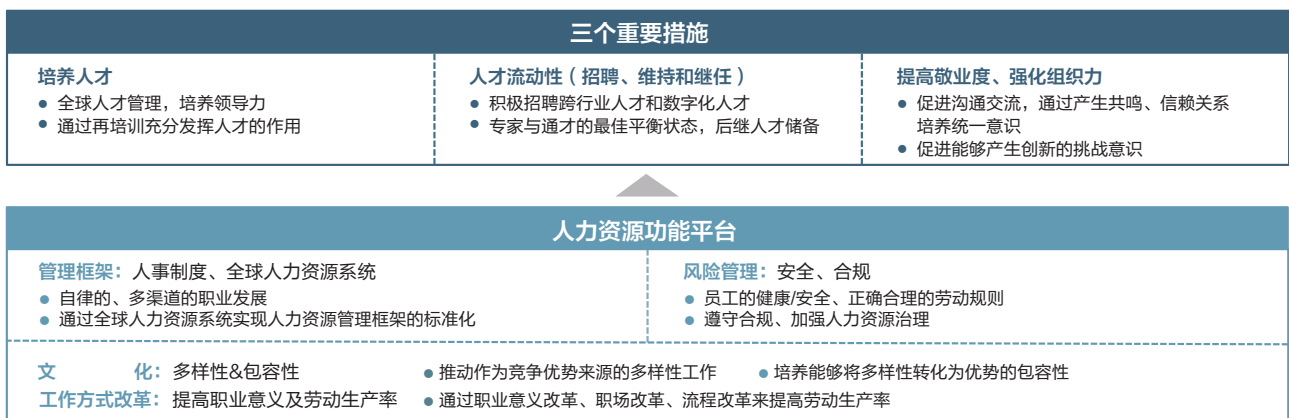 三个重要措施
培养人才
● 全球人才管理，培养领导力
● 通过再培训充分发挥人才的作用
人才流动性（招聘、维持和继任）
● 积极招聘跨行业人才和数字化人才
● 专家与通才的最佳平衡状态，后继人才储备
提高敬业度、强化组织力
● 促进沟通交流，通过产生共鸣、信赖关系
培养统一意识
● 促进能够产生创新的挑战意识
人力资源功能平台
管理框架：人事制度、全球人力资源系统
● 自律的、多渠道的职业发展
● 通过全球人力资源系统实现人力资源管理框架的标准化
风险管理：安全、合规
● 员工的健康/安全、正确合理的劳动规则
● 遵守合规、加强人力资源治理
文 化：多样性&包容性 ● 推动作为竞争优势来源的多样性工作 ● 培养能够将多样性转化为优势的包容性
工作方式改革：提高职业意义及劳动生产率 ● 通过职业意义改革、职场改革、流程改革来提高劳动生产率